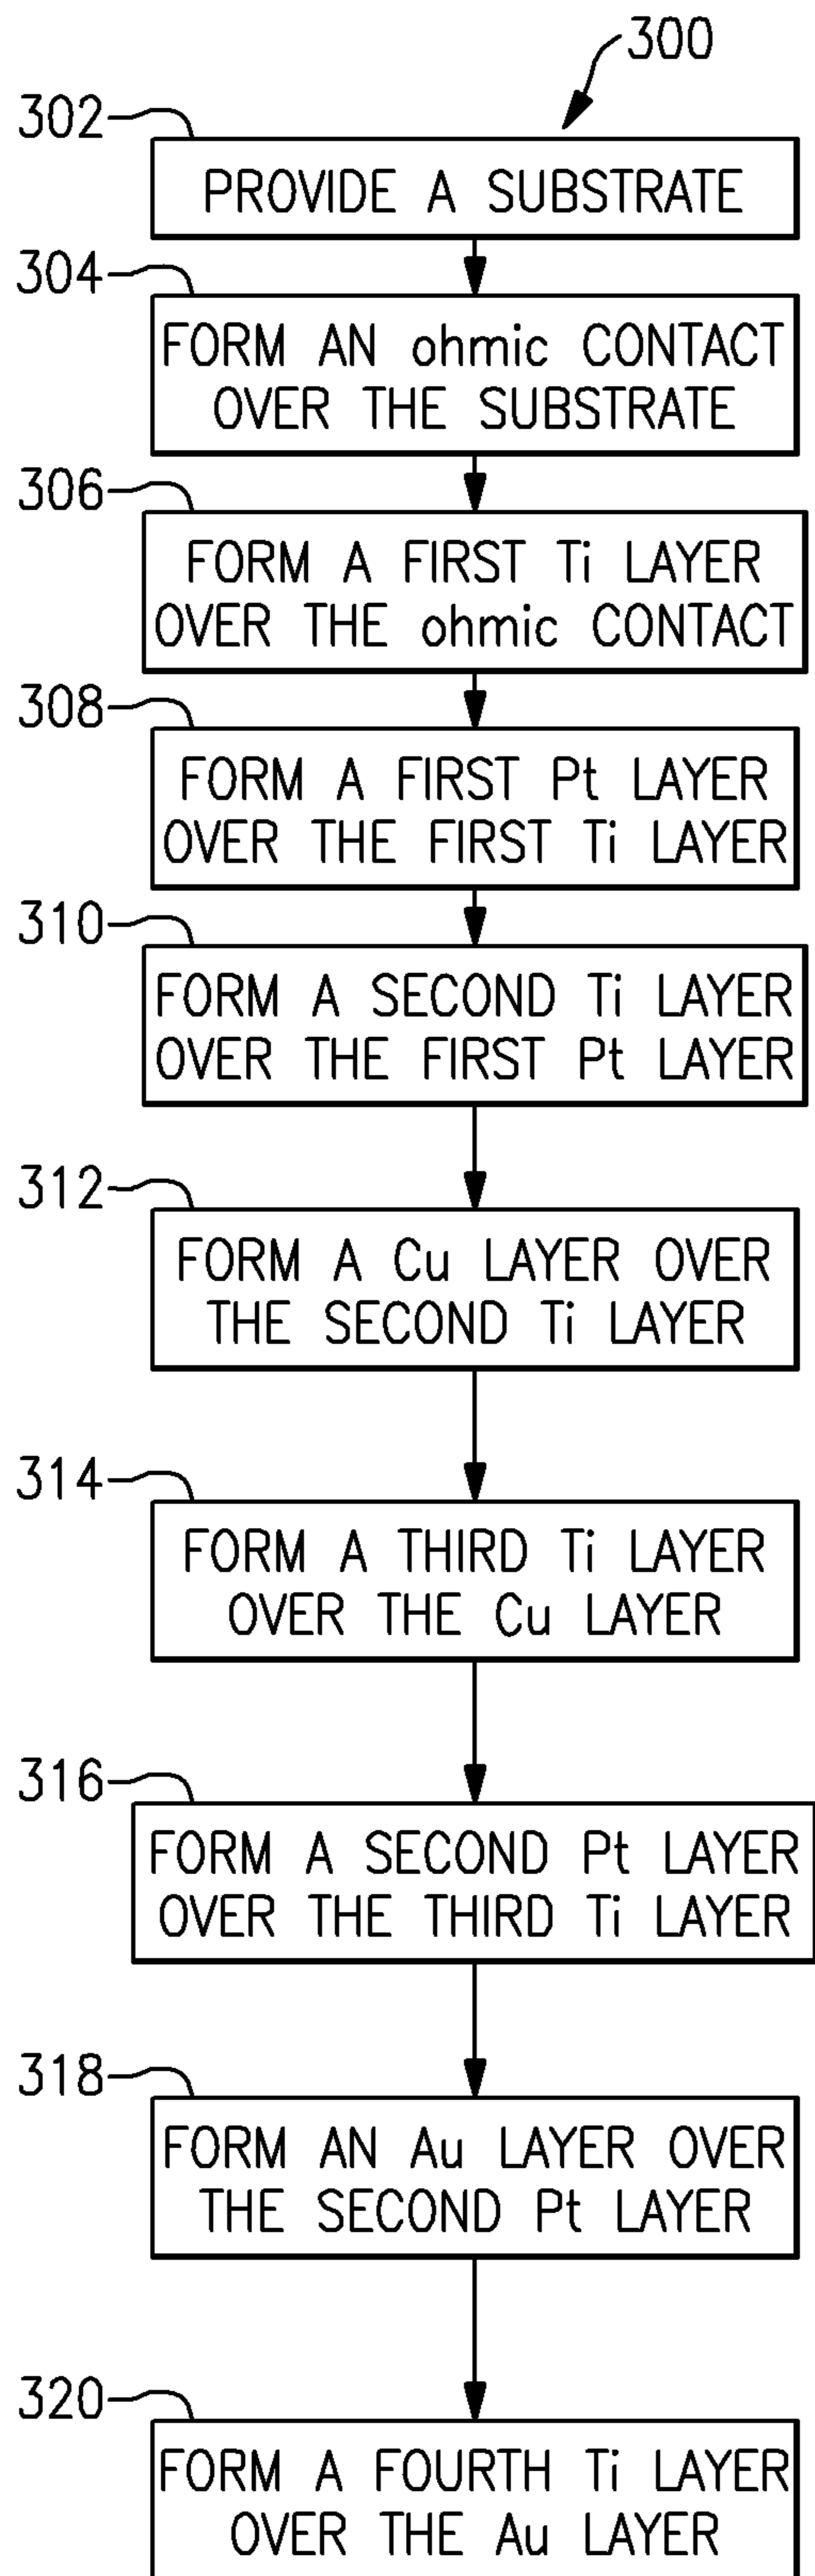 300
302
PROVIDE A SUBSTRATE
304
FORM AN ohmic CONTACT
OVER THE SUBSTRATE
306
FORM A FIRST Ti LAYER
OVER THE ohmic CONTACT
308
FORM A FIRST Pt LAYER
OVER THE FIRST Ti LAYER
310
FORM A SECOND Ti LAYER
OVER THE FIRST Pt LAYER
312
FORM A Cu LAYER OVER
THE SECOND Ti LAYER
314
FORM A THIRD Ti LAYER
OVER THE Cu LAYER
316
FORM A SECOND Pt LAYER
OVER THE THIRD Ti LAYER
318
FORM AN Au LAYER OVER
THE SECOND Pt LAYER
320
FORM A FOURTH Ti LAYER
OVER THE Au LAYER